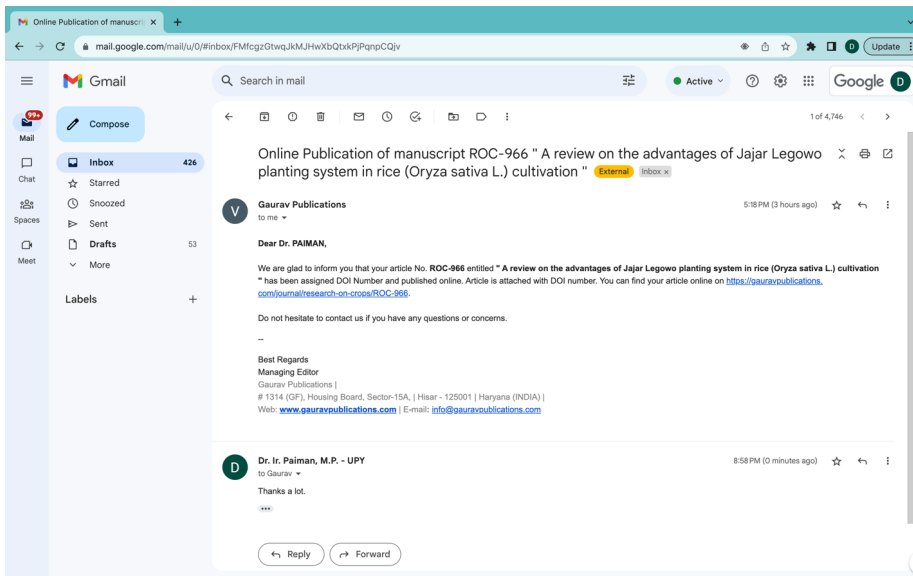 Online Publication of manuscrip
mail.google.com/mail/u/0/#inbox/FMfcgzGtwqJkMJHwXbQtxkPjPqnpCQjv
D
Update
Gmail
Search in mail
Active
Google
D
99+
Mail
Chat
Spaces
Meet
Compose
Inbox 426
Starred
Snoozed
Sent
Drafts 53
More
Labels
1 of 4,746
Online Publication of manuscript ROC-966 " A review on the advantages of Jajar Legowo
planting system in rice (Oryza sativa L.) cultivation " External Inbox x
V
Gaurav Publications 5:18 PM (3 hours ago)
to me
Dear Dr. PAIMAN,
We are glad to inform you that your article No. ROC-966 entitled " A review on the advantages of Jajar Legowo planting system in rice (Oryza sativa L.) cultivation
" has been assigned DOI Number and published online. Article is attached with DOI number. You can find your article online on https://gauravpublications.
com/journal/research-on-crops/ROC-966.
Do not hesitate to contact us if you have any questions or concerns.
--
Best Regards
Managing Editor
Gaurav Publications |
# 1314 (GF), Housing Board, Sector-15A, | Hisar - 125001 | Haryana (INDIA) |
Web: www.gauravpublications.com | E-mail: info@gauravpublications.com
D
Dr. Ir. Paiman, M.P. - UPY 8:58 PM (0 minutes ago)
to Gaurav
Thanks a lot.
Reply
Forward